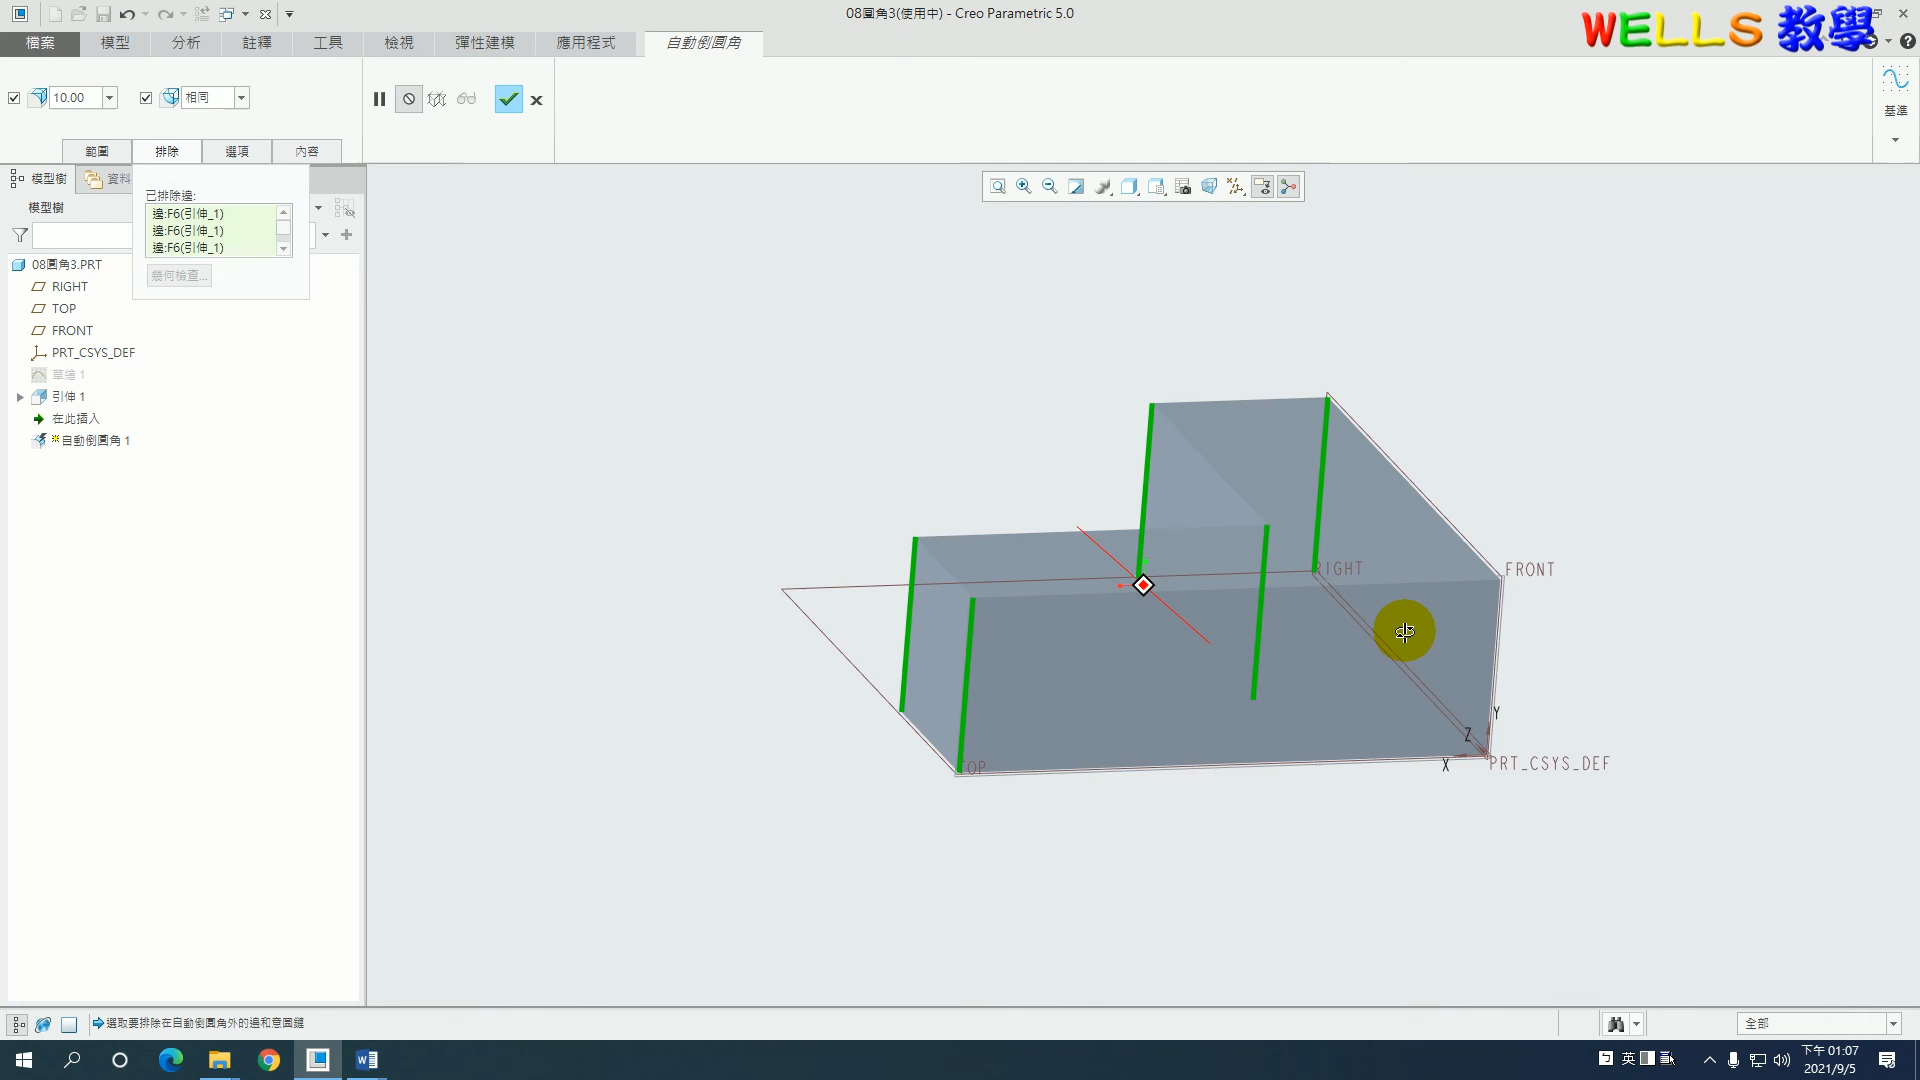 08圓角3(使用中) - Creo Parametric 5.0
WELLS 教學
檔案 模型 分析 註釋 工具 檢視 彈性建模 應用程式 自動倒圓角
10.00 相同
基準
範圍 排除 選項 內容
模型樹 資料
已排除邊:
模型樹
邊:F6(引伸_1)
邊:F6(引伸_1)
邊:F6(引伸_1)
幾何檢查...
08圓角3.PRT
RIGHT
TOP
FRONT
PRT_CSYS_DEF
草繪 1
引伸 1
在此插入
自動倒圓角 1
RIGHT
FRONT
Y
Z
X
PRT_CSYS_DEF
TOP
選取要排除在自動倒圓角外的邊和意圖鏈
全部
英
下午 01:07
2021/9/5